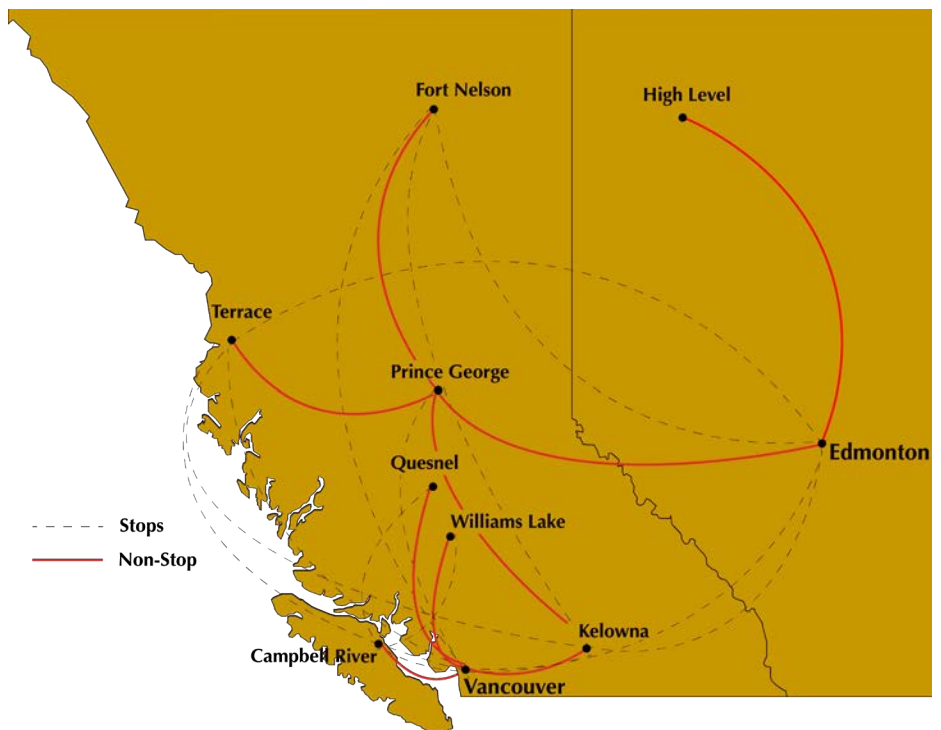 Fort Nelson
High Level
Terrace
Prince George
Edmonton
Quesnel
Williams Lake
Stops
Non-Stop
Kelowna
Campbell River
Vancouver